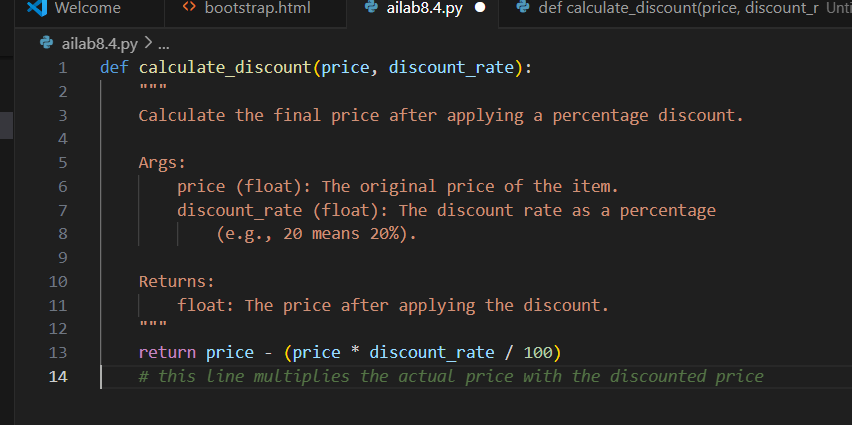 Welcome bootstrap.html ailab8.4.py def calculate_discount(price, discount_r Unti
ailab8.4.py > ...
1 def calculate_discount(price, discount_rate):
2 """
3 Calculate the final price after applying a percentage discount.
4
5 Args:
6 price (float): The original price of the item.
7 discount_rate (float): The discount rate as a percentage
8 (e.g., 20 means 20%).
9
10 Returns:
11 float: The price after applying the discount.
12 """
13 return price - (price * discount_rate / 100)
14 # this line multiplies the actual price with the discounted price